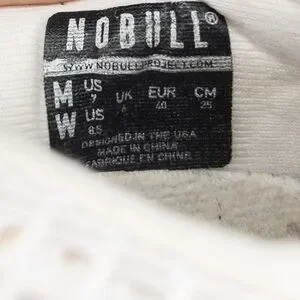 NOBULL®
WWW.NOBULLPROJECT.COM
M US 7 UK 6 EUR 40 CM 25
W US 8.5
DESIGNED IN THE USA
MADE IN CHINA
FABRIQUE EN CHINE